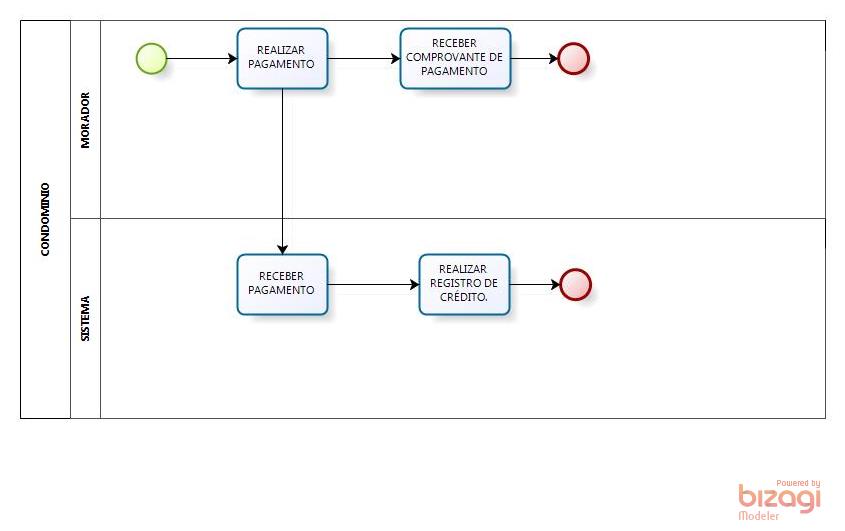 CONDOMINIO
MORADOR
REALIZAR
PAGAMENTO
RECEBER
COMPROVANTE DE
PAGAMENTO
SISTEMA
RECEBER
PAGAMENTO
REALIZAR
REGISTRO DE
CRÉDITO.
Powered by
bizagi
Modeler